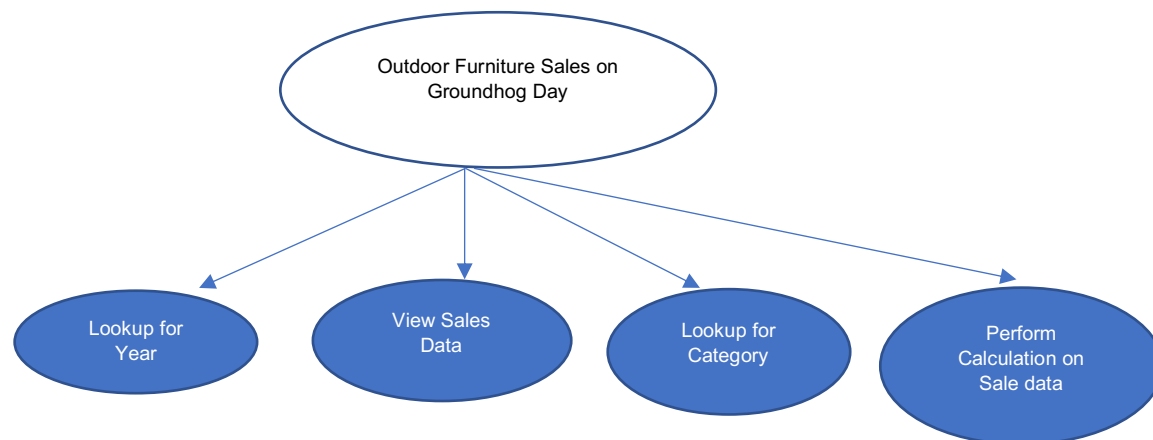 Outdoor Furniture Sales on
Groundhog Day
Lookup for
Year
View Sales
Data
Lookup for
Category
Perform
Calculation on
Sale data